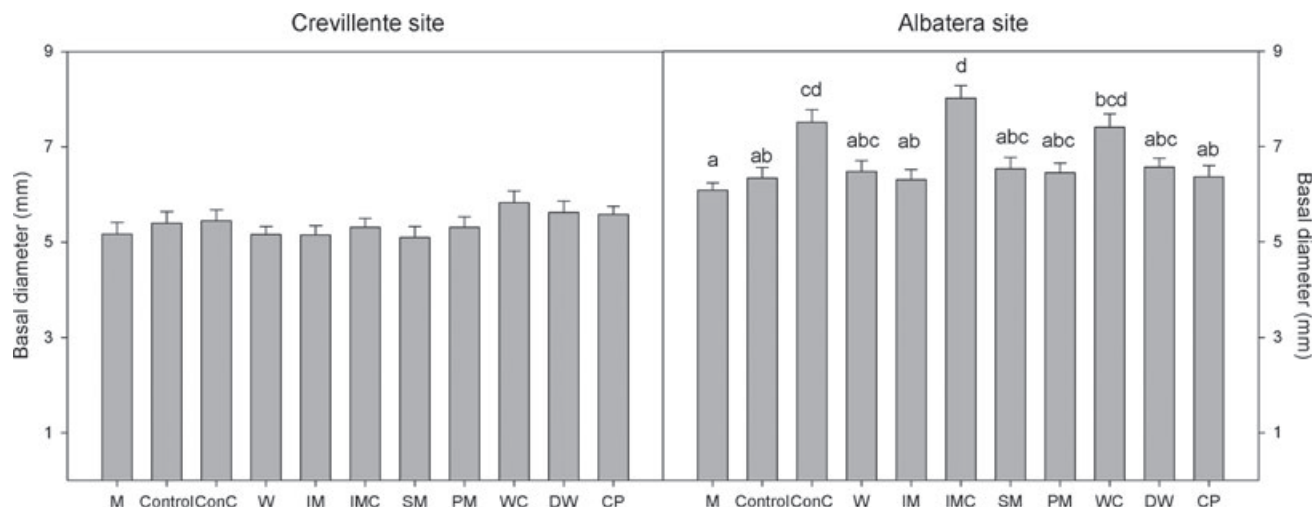 Crevillente site
Albatera site
9
7
5
3
1
Basal diameter (mm)
M Control ConC W IM IMC SM PM WC DW CP
a ab cd abc ab d abc abc bcd abc ab
M Control ConC W IM IMC SM PM WC DW CP
9
7
5
3
1
Basal diameter (mm)